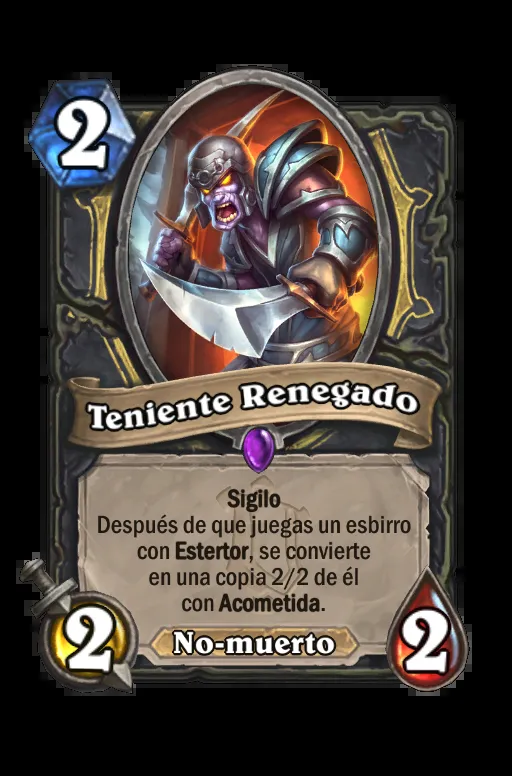 2
Teniente Renegado
Sigilo
Después de que juegas un esbirro
con Estertor, se convierte
en una copia 2/2 de él
con Acometida.
2
No-muerto
2